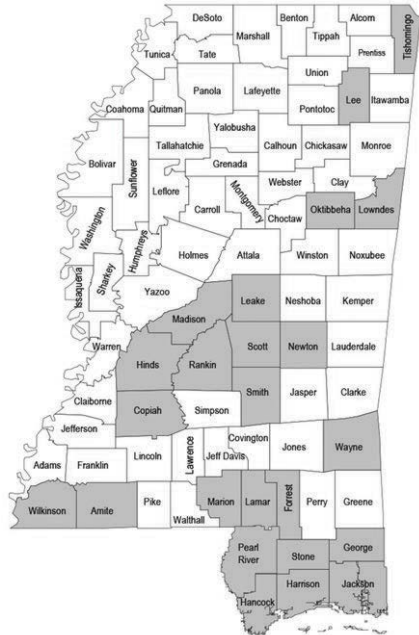 DeSoto
Benton
Alcorn
Tishomingo
Marshall
Tippah
Tunica
Tate
Prentiss
Union
Panola
Lafayette
Lee
Itawamba
Coahoma
Quitman
Pontotoc
Yalobusha
Tallahatchie
Calhoun
Chickasaw
Monroe
Bolivar
Sunflower
Grenada
Leflore
Webster
Clay
Montgomery
Carroll
Oktibbeha
Lowndes
Washington
Choctaw
Humphreys
Holmes
Attala
Winston
Noxubee
Issaquena
Sharkey
Yazoo
Leake
Neshoba
Kemper
Madison
Warren
Hinds
Rankin
Scott
Newton
Lauderdale
Claiborne
Copiah
Simpson
Smith
Jasper
Clarke
Jefferson
Lincoln
Lawrence
Jeff Davis
Covington
Jones
Wayne
Adams
Franklin
Wilkinson
Amite
Pike
Walthall
Marion
Lamar
Forrest
Perry
Greene
Pearl
River
Stone
George
Hancock
Harrison
Jackson